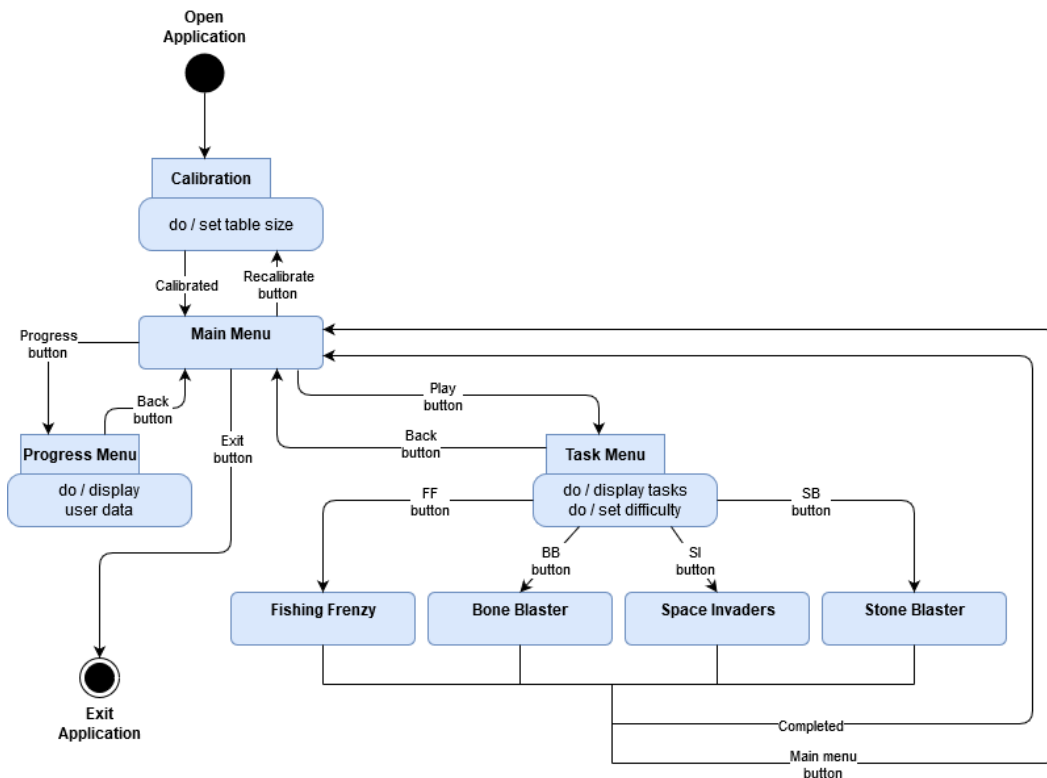 Open
Application
Calibration
do / set table size
Calibrated
Recalibrate
button
Main Menu
Progress
button
Back
button
Exit
button
Play
button
Back
button
Progress Menu
do / display
user data
Task Menu
do / display tasks
do / set difficulty
FF
button
BB
button
SI
button
SB
button
Fishing Frenzy
Bone Blaster
Space Invaders
Stone Blaster
Exit
Application
Completed
Main menu
button